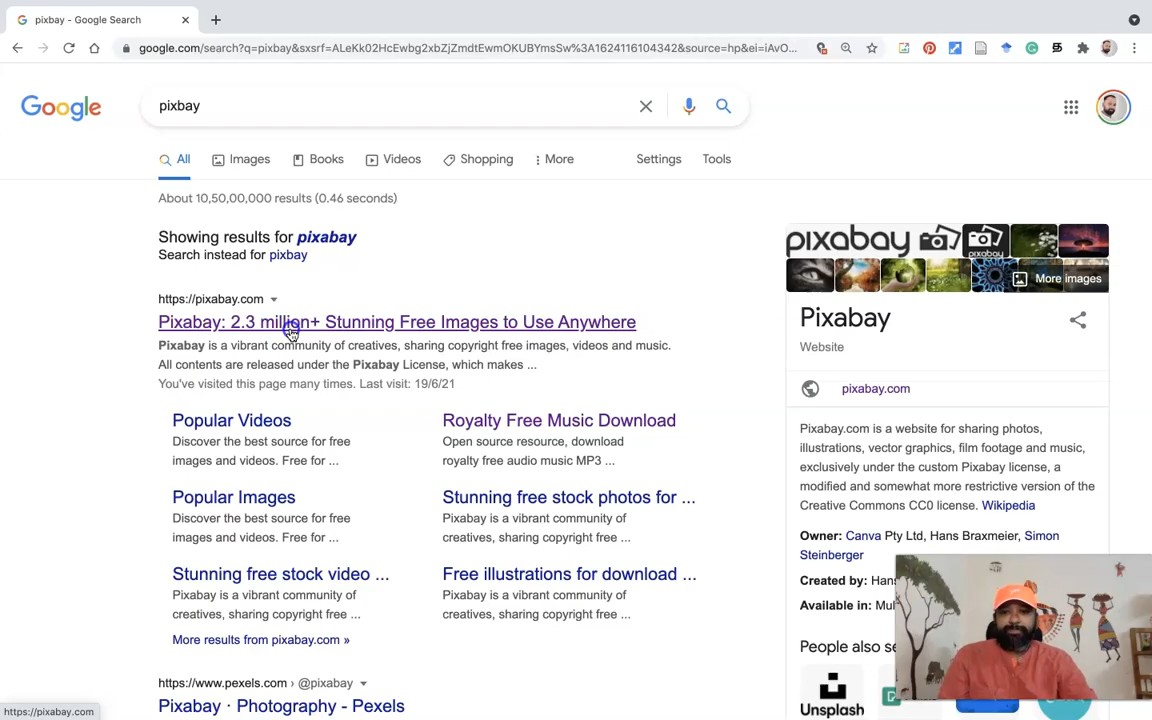 pixbay - Google Search
google.com/search?q=pixbay&sxsrf=ALeKk02HcEwbg2xbZjZmdtEwmOKUBYmsSw%3A1624116104342&source=hp&ei=iAvO...
Google
pixbay
All
Images
Books
Videos
Shopping
More
Settings
Tools
About 10,50,00,000 results (0.46 seconds)
Showing results for pixabay
Search instead for pixbay
https://pixabay.com
Pixabay: 2.3 million+ Stunning Free Images to Use Anywhere
Pixabay is a vibrant community of creatives, sharing copyright free images, videos and music.
All contents are released under the Pixabay License, which makes ...
You've visited this page many times. Last visit: 19/6/21
Popular Videos
Discover the best source for free
images and videos. Free for ...
Royalty Free Music Download
Open source resource, download
royalty free audio music MP3 ...
Popular Images
Discover the best source for free
images and videos. Free for ...
Stunning free stock photos for ...
Pixabay is a vibrant community of
creatives, sharing copyright free ...
Stunning free stock video ...
Pixabay is a vibrant community of
creatives, sharing copyright free ...
Free illustrations for download ...
Pixabay is a vibrant community of
creatives, sharing copyright free ...
More results from pixabay.com »
https://www.pexels.com › @pixabay
Pixabay · Photography - Pexels
https://pixabay.com
pixabay
pixabay
More images
Pixabay
Website
pixabay.com
Pixabay.com is a website for sharing photos,
illustrations, vector graphics, film footage and music,
exclusively under the custom Pixabay license, a
modified and somewhat more restrictive version of the
Creative Commons CC0 license. Wikipedia
Owner: Canva Pty Ltd, Hans Braxmeier, Simon
Steinberger
Created by: Han
Available in: Mul
People also se
Unsplash